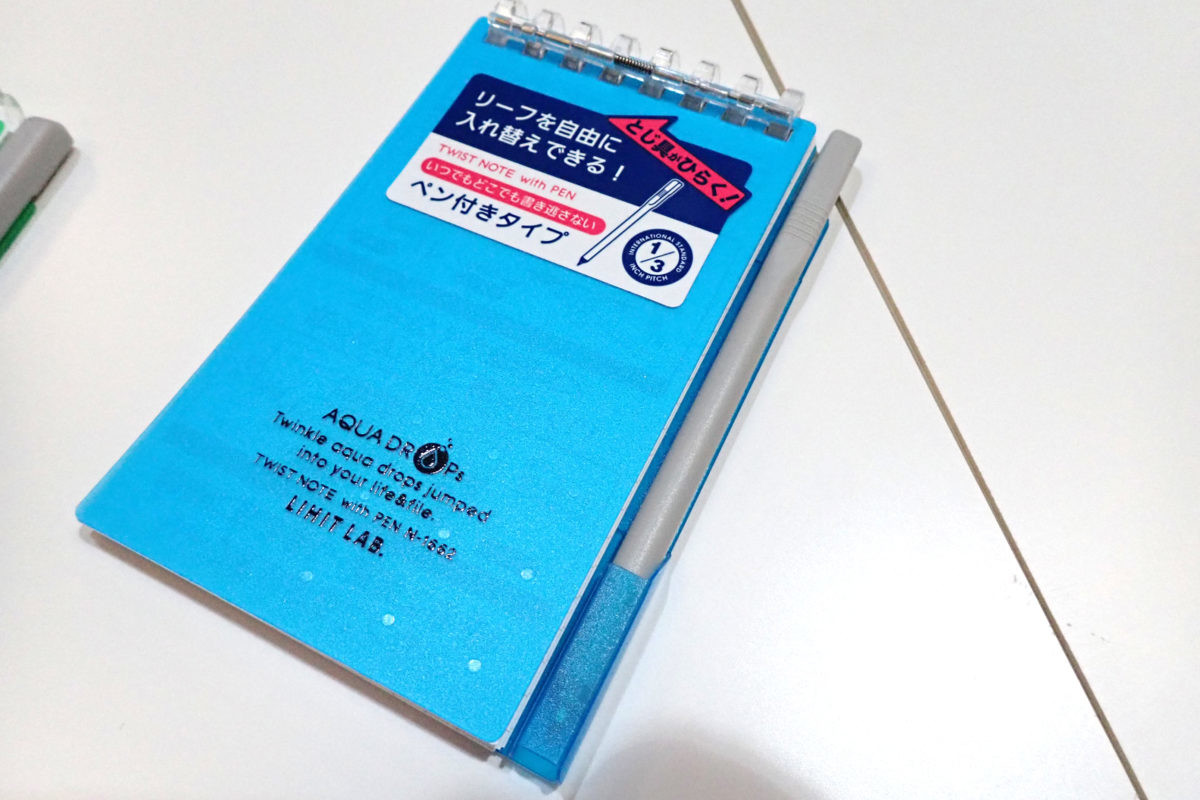 リーフを自由に
入れ替えできる！
とじ具がひらく！
TWIST NOTE with PEN
いつでもどこでも書き逃さない
ペン付きタイプ
INTERNATIONAL STANDARD
1/3
INCH PITCH
AQUA DROPs
Twinkle aqua drops jumped
into your life&file.
TWIST NOTE with PEN N-1662
LIHIT LAB.